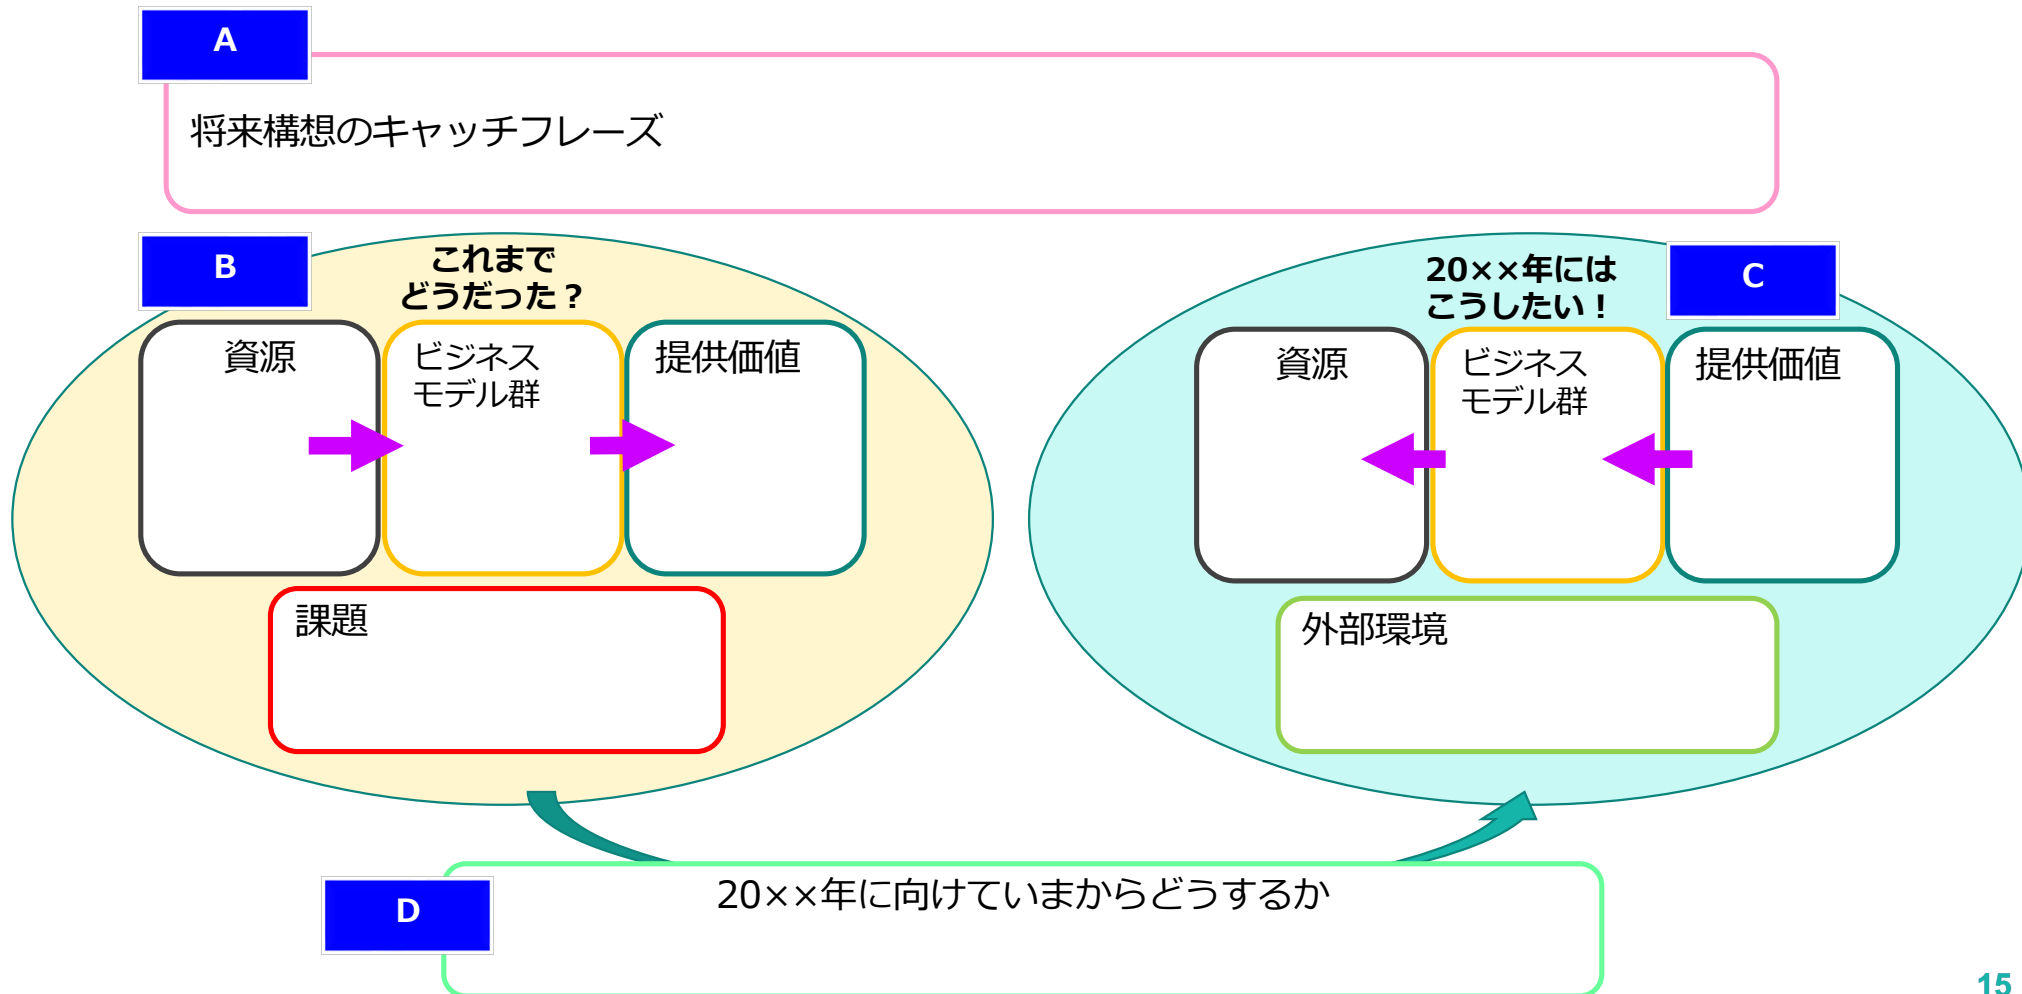 A
将来構想のキャッチフレーズ
B
これまで
どうだった？
資源
ビジネス
モデル群
提供価値
課題
20××年には
こうしたい！
C
資源
ビジネス
モデル群
提供価値
外部環境
D
20××年に向けていまからどうするか
15